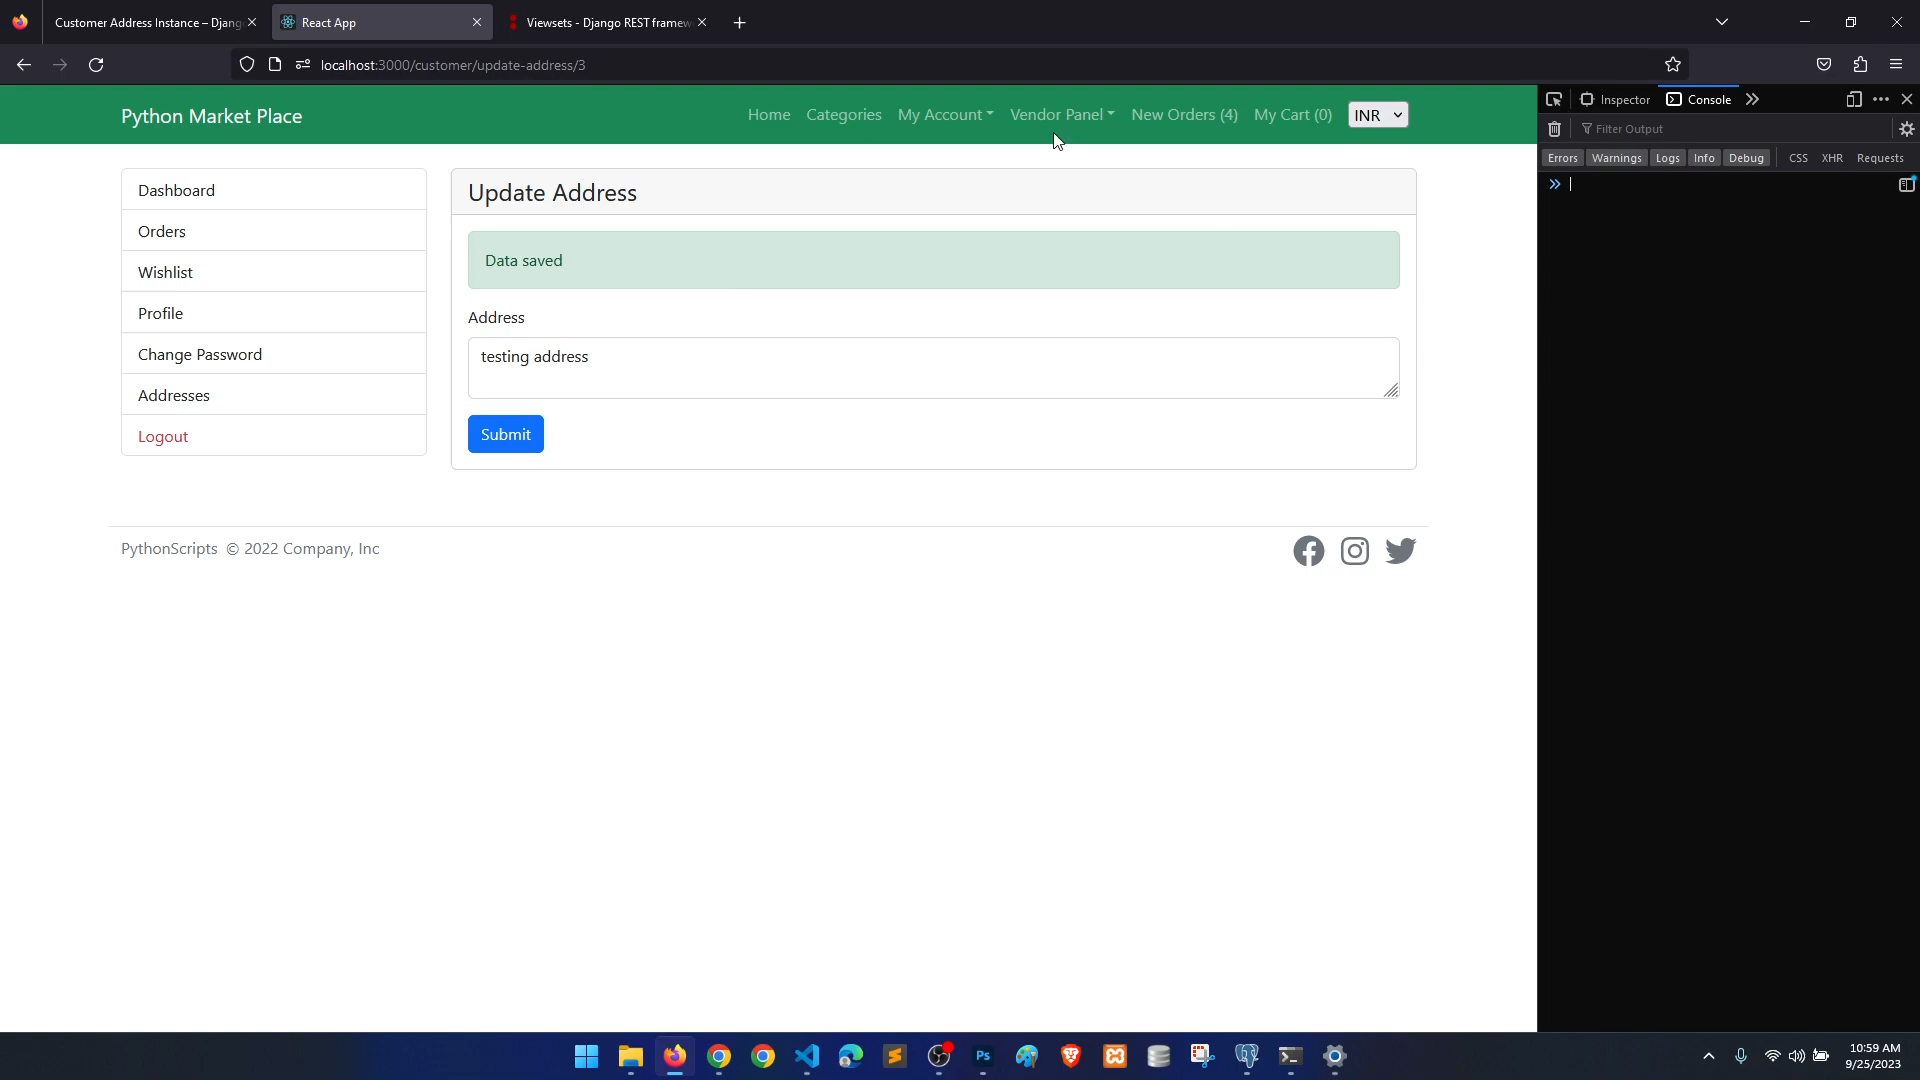 Customer Address Instance – Djang
React App
Viewsets - Django REST framew
localhost:3000/customer/update-address/3
Python Market Place
Home
Categories
My Account
Vendor Panel
New Orders (4)
My Cart (0)
INR
Inspector
Console
Filter Output
Errors
Warnings
Logs
Info
Debug
CSS
XHR
Requests
Dashboard
Orders
Wishlist
Profile
Change Password
Addresses
Logout
Update Address
Data saved
Address
testing address
Submit
PythonScripts © 2022 Company, Inc
Ps
10:59 AM
9/25/2023